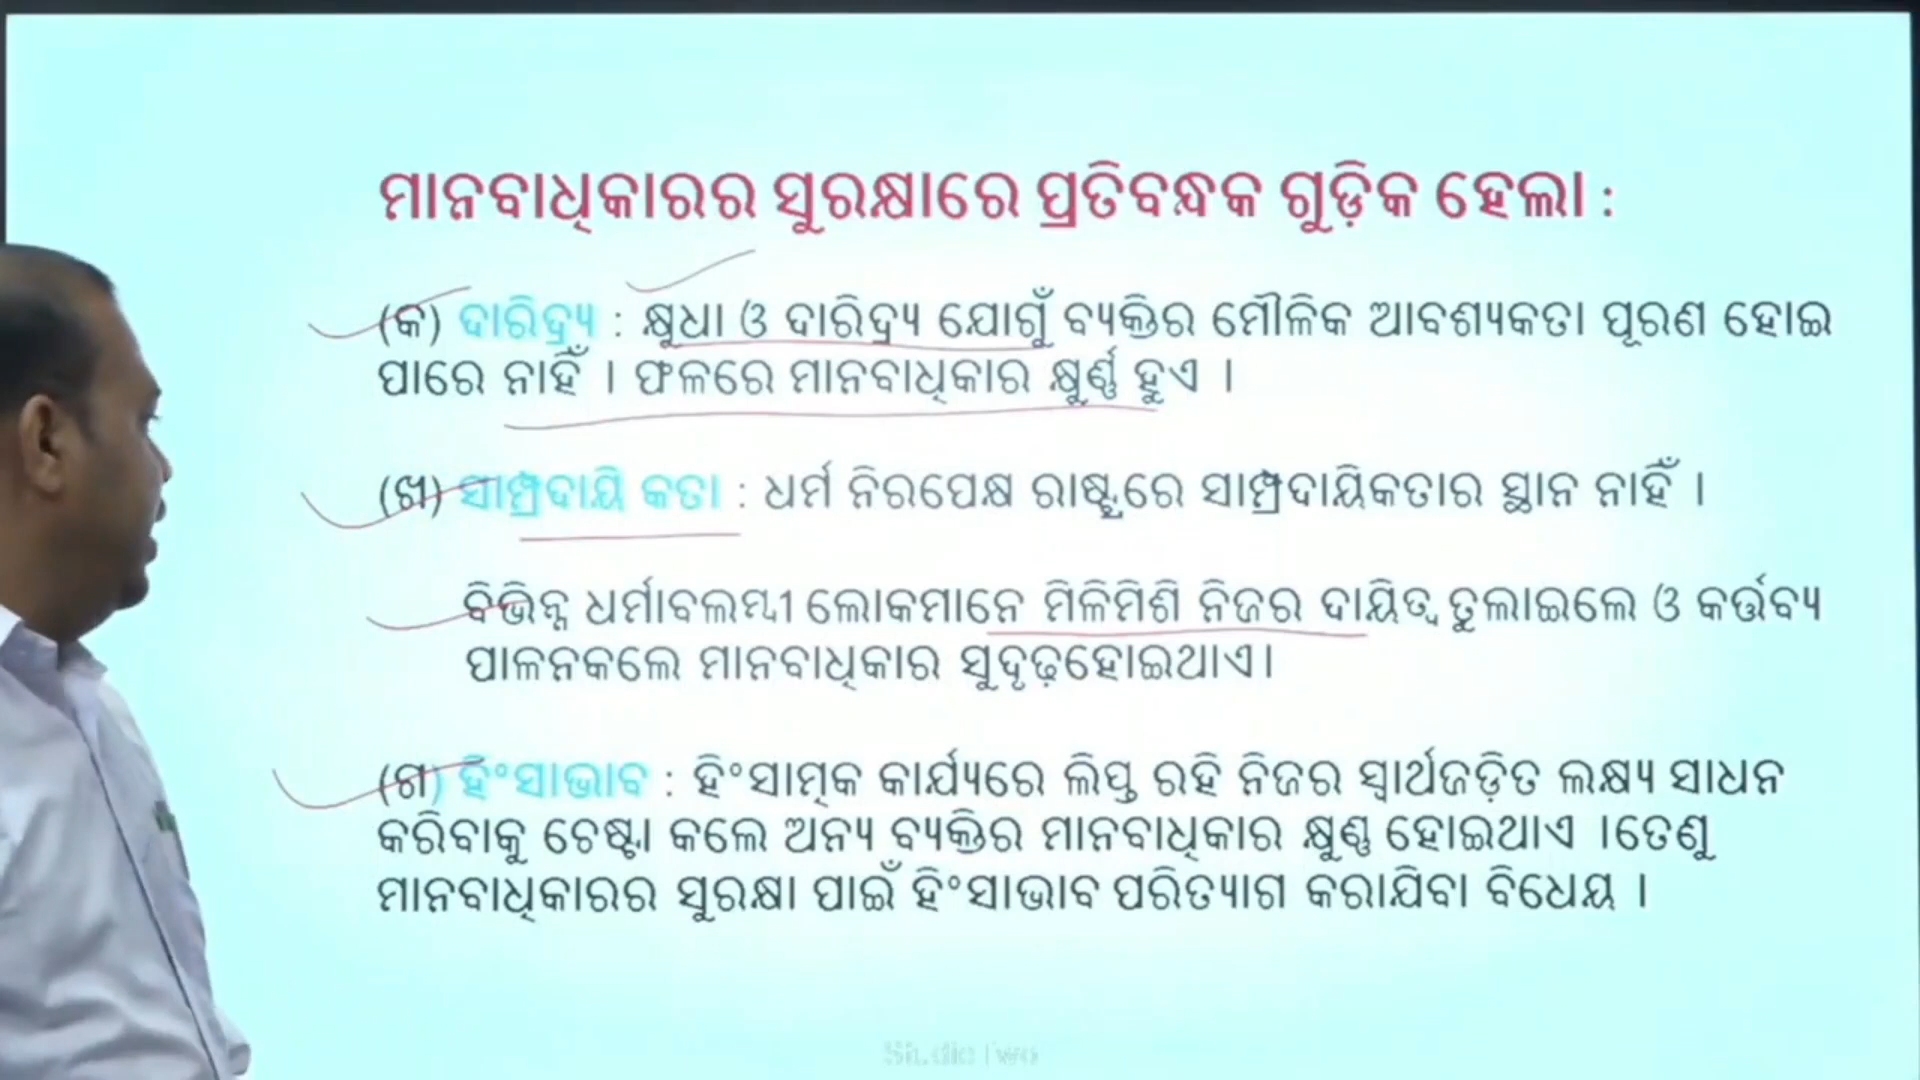 ମାନବାଧିକାରର ସୁରକ୍ଷାରେ ପ୍ରତିବନ୍ଧକ ଗୁଡ଼ିକ ହେଲା :
(କ) ଦାରିଦ୍ର୍ୟ : କ୍ଷୁଧା ଓ ଦାରିଦ୍ର୍ୟ ଯୋଗୁଁ ବ୍ୟକ୍ତିର ମୌଳିକ ଆବଶ୍ୟକତା ପୂରଣ ହୋଇ
ପାରେ ନାହିଁ । ଫଳରେ ମାନବାଧିକାର କ୍ଷୁର୍ଣ୍ଣ ହୁଏ ।
(ଖ) ସାମ୍ପ୍ରଦାୟି କତା : ଧର୍ମ ନିରପେକ୍ଷ ରାଷ୍ଟ୍ରରେ ସାମ୍ପ୍ରଦାୟିକତାର ସ୍ଥାନ ନାହିଁ ।
ବିଭିନ୍ନ ଧର୍ମାବଲମ୍ବୀ ଲୋକମାନେ ମିଳିମିଶି ନିଜର ଦାୟିତ୍ୱ ତୁଲାଇଲେ ଓ କର୍ତ୍ତବ୍ୟ
ପାଳନକଲେ ମାନବାଧିକାର ସୁଦୃଢ଼ହୋଇଥାଏ।
(ଗ) ହିଂସାଭାବ : ହିଂସାତ୍ମକ କାର୍ଯ୍ୟରେ ଲିପ୍ତ ରହି ନିଜର ସ୍ୱାର୍ଥଜଡ଼ିତ ଲକ୍ଷ୍ୟ ସାଧନ
କରିବାକୁ ଚେଷ୍ଟା କଲେ ଅନ୍ୟ ବ୍ୟକ୍ତିର ମାନବାଧିକାର କ୍ଷୁଣ୍ଣ ହୋଇଥାଏ ।ତେଣୁ
ମାନବାଧିକାରର ସୁରକ୍ଷା ପାଇଁ ହିଂସାଭାବ ପରିତ୍ୟାଗ କରାଯିବା ବିଧେୟ ।